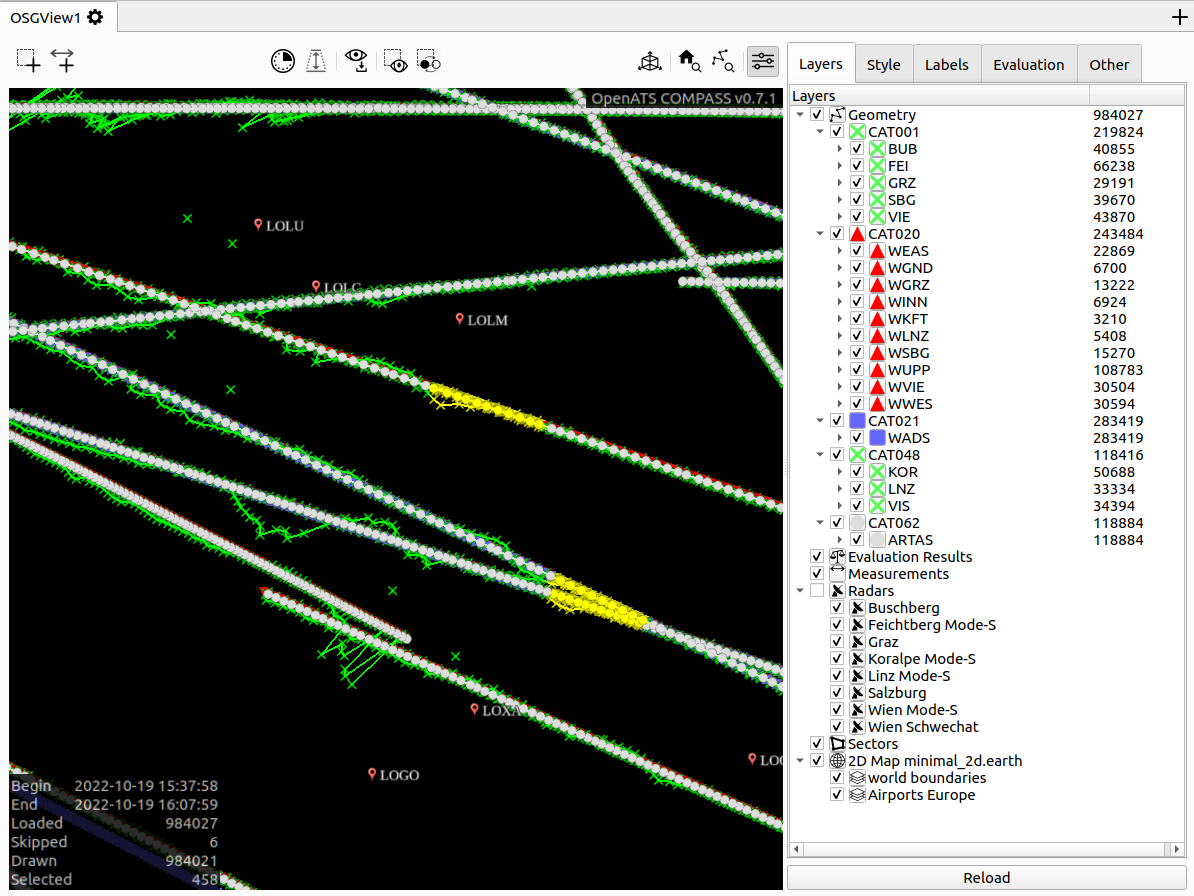 OSGView1
OpenATS COMPASS v0.7.1
LOLU
LOLG
LOLM
LOXA
LOGO
Begin 2022-10-19 15:37:58
End 2022-10-19 16:07:59
Loaded 984027
Skipped 6
Drawn 984021
Selected 458
Layers Style Labels Evaluation Other
Layers
Geometry 984027
CAT001 219824
BUB 40855
FEI 66238
GRZ 29191
SBG 39670
VIE 43870
CAT020 243484
WEAS 22869
WGND 6700
WGRZ 13222
WINN 6924
WKFT 3210
WLNZ 5408
WSBG 15270
WUPP 108783
WVIE 30504
WWES 30594
CAT021 283419
WADS 283419
CAT048 118416
KOR 50688
LNZ 33334
VIS 34394
CAT062 118884
ARTAS 118884
Evaluation Results
Measurements
Radars
Buschberg
Feichtberg Mode-S
Graz
Koralpe Mode-S
Linz Mode-S
Salzburg
Wien Mode-S
Wien Schwechat
Sectors
2D Map minimal_2d.earth
world boundaries
Airports Europe
Reload